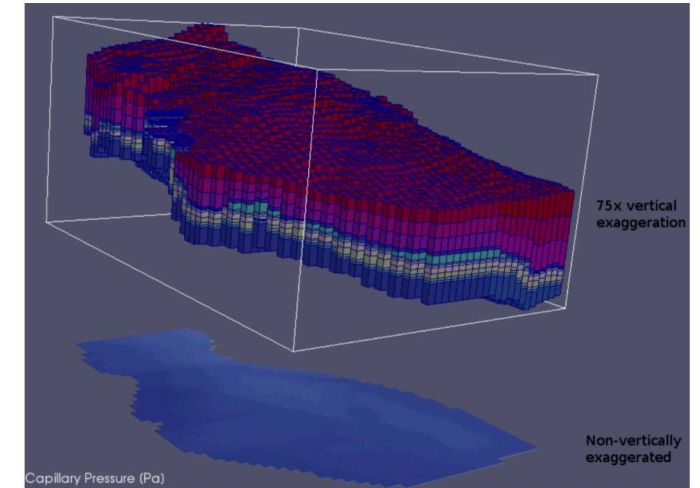 75x vertical
exaggeration
Non-vertically
exaggerated
Capillary Pressure (Pa)